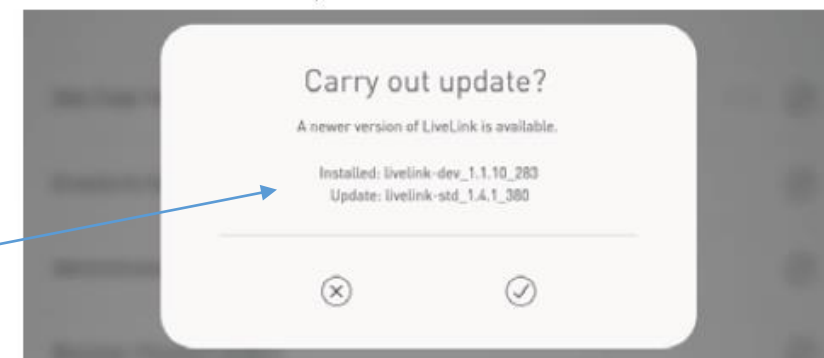 Carry out update?
A newer version of LiveLink is available.
Installed: livelink-dev_1.1.10_283
Update: livelink-std_1.4.1_380